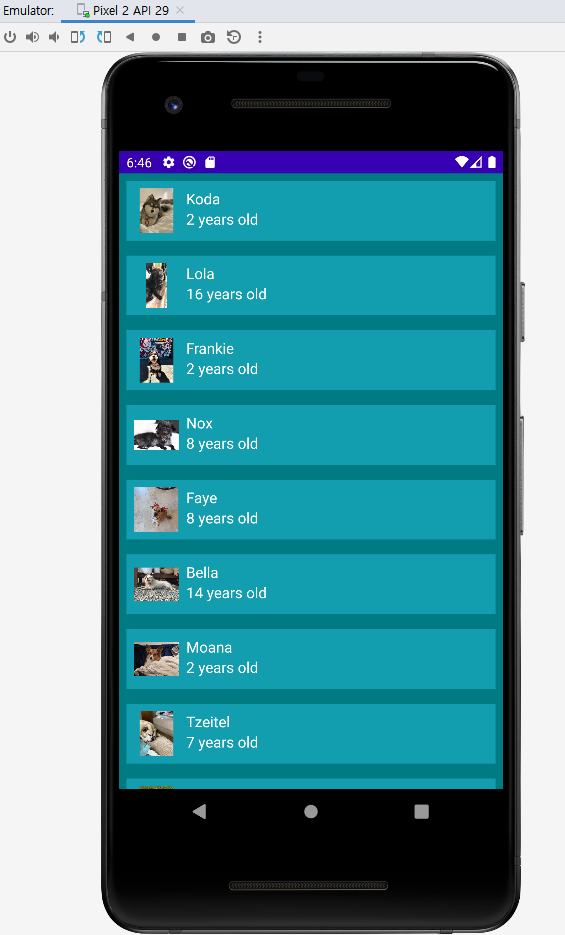 Emulator:
Pixel 2 API 29
6:46
Koda
2 years old
Lola
16 years old
Frankie
2 years old
Nox
8 years old
Faye
8 years old
Bella
14 years old
Moana
2 years old
Tzeitel
7 years old